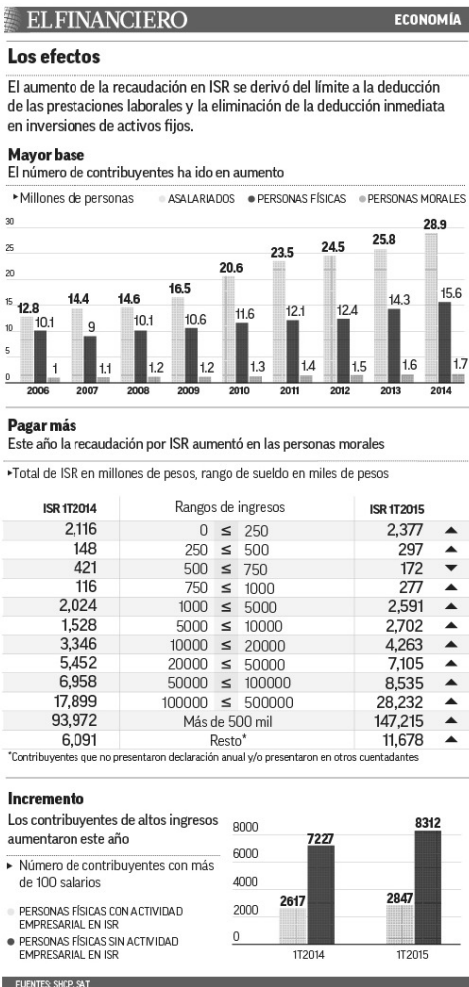 EL FINANCIERO
ECONOMÍA
Los efectos
El aumento de la recaudación en ISR se derivó del límite a la deducción
de las prestaciones laborales y la eliminación de la deducción inmediata
en inversiones de activos fijos.
Mayor base
El número de contribuyentes ha ido en aumento
Millones de personas ASALARIADOS PERSONAS FÍSICAS PERSONAS MORALES
30
25
20
15
10
5
0
12.8 10.1 1
14.4 9 1.1
14.6 10.1 1.2
16.5 10.6 1.2
20.6 11.6 1.3
23.5 12.1 1.4
24.5 12.4 1.5
25.8 14.3 1.6
28.9 15.6 1.7
2006 2007 2008 2009 2010 2011 2012 2013 2014
Pagar más
Este año la recaudación por ISR aumentó en las personas morales
Total de ISR en millones de pesos, rango de sueldo en miles de pesos
ISR 1T2014 Rangos de ingresos ISR 1T2015
2,116 0 ≤ 250 2,377 ▲
148 250 ≤ 500 297 ▲
421 500 ≤ 750 172 ▼
116 750 ≤ 1000 277 ▲
2,024 1000 ≤ 5000 2,591 ▲
1,528 5000 ≤ 10000 2,702 ▲
3,346 10000 ≤ 20000 4,263 ▲
5,452 20000 ≤ 50000 7,105 ▲
6,958 50000 ≤ 100000 8,535 ▲
17,899 100000 ≤ 500000 28,232 ▲
93,972 Más de 500 mil 147,215 ▲
6,091 Resto* 11,678 ▲
*Contribuyentes que no presentaron declaración anual y/o presentaron en otros cuentadantes
Incremento
Los contribuyentes de altos ingresos
aumentaron este año
Número de contribuyentes con más
de 100 salarios
PERSONAS FÍSICAS CON ACTIVIDAD
EMPRESARIAL EN ISR
PERSONAS FÍSICAS SIN ACTIVIDAD
EMPRESARIAL EN ISR
8000
6000
4000
2000
0
2617 7227
2847 8312
1T2014 1T2015
FUENTES: SHCP, SAT